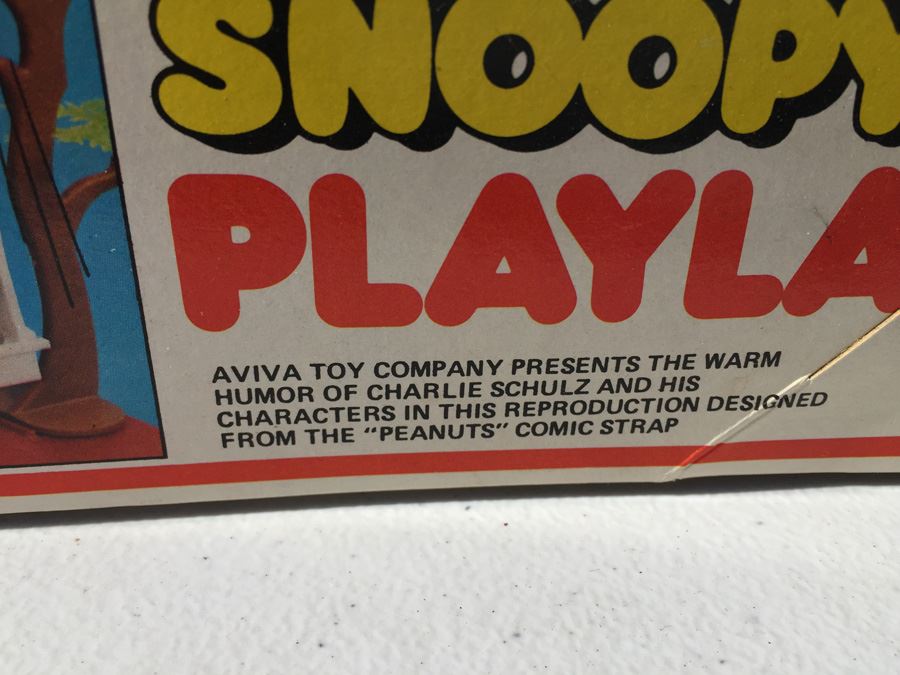 SNOOPY
PLAYLA
AVIVA TOY COMPANY PRESENTS THE WARM
HUMOR OF CHARLIE SCHULZ AND HIS
CHARACTERS IN THIS REPRODUCTION DESIGNED
FROM THE “PEANUTS” COMIC STRAP